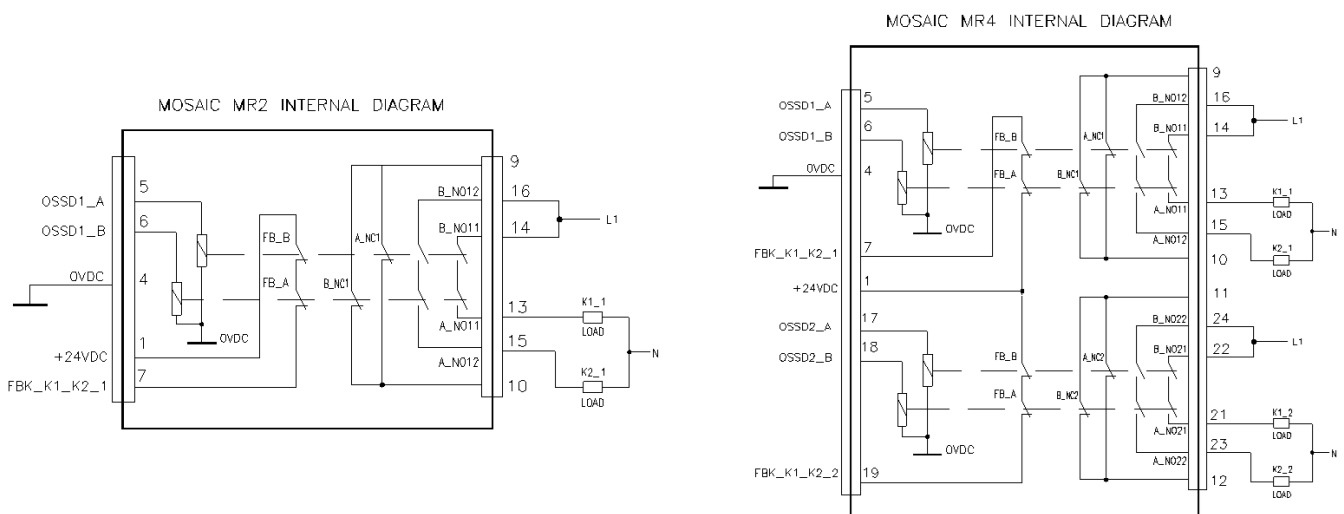 MOSAIC MR2 INTERNAL DIAGRAM
5
OSSD1_A
6
OSSD1_B
0VDC
4
0VDC
1
+24VDC
7
FBK_K1_K2_1
FB_B
FB_A
A_NC1
B_NC1
B_NO12
B_NO11
A_NO11
A_NO12
9
16
14
L1
13
K1_1
LOAD
15
N
K2_1
LOAD
10
MOSAIC MR4 INTERNAL DIAGRAM
5
OSSD1_A
6
OSSD1_B
0VDC
4
0VDC
7
FBK_K1_K2_1
1
+24VDC
17
OSSD2_A
18
OSSD2_B
0VDC
19
FBK_K1_K2_2
FB_B
FB_A
A_NC1
B_NC1
B_NO12
B_NO11
A_NO11
A_NO12
FB_B
FB_A
A_NC2
B_NC2
B_NO22
B_NO21
A_NO21
A_NO22
9
16
14
L1
13
K1_1
LOAD
15
N
K2_1
LOAD
10
11
24
22
L1
21
K1_2
LOAD
23
N
K2_2
LOAD
12